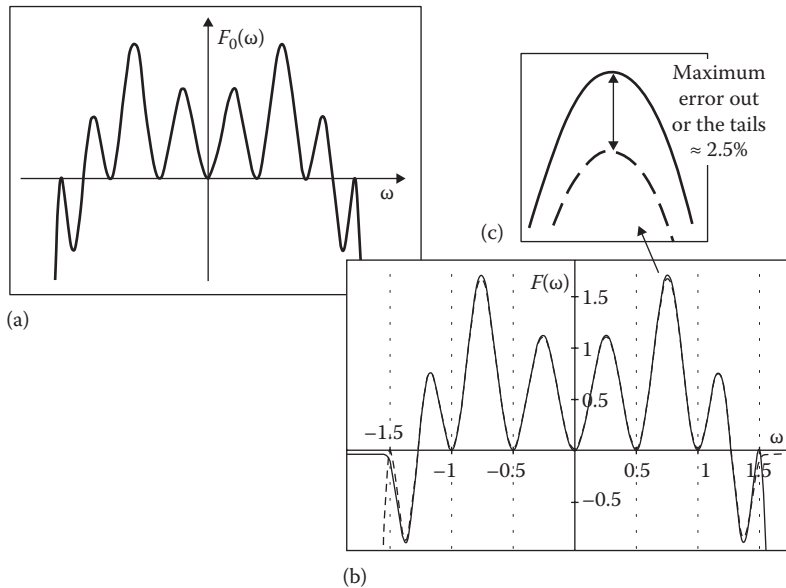 F₀(ω)
ω
(a)
Maximum
error out
or the tails
≈ 2.5%
(c)
F(ω)
1.5
1
0.5
−1.5
ω
−1
−0.5
0.5
1
1.5
−0.5
(b)